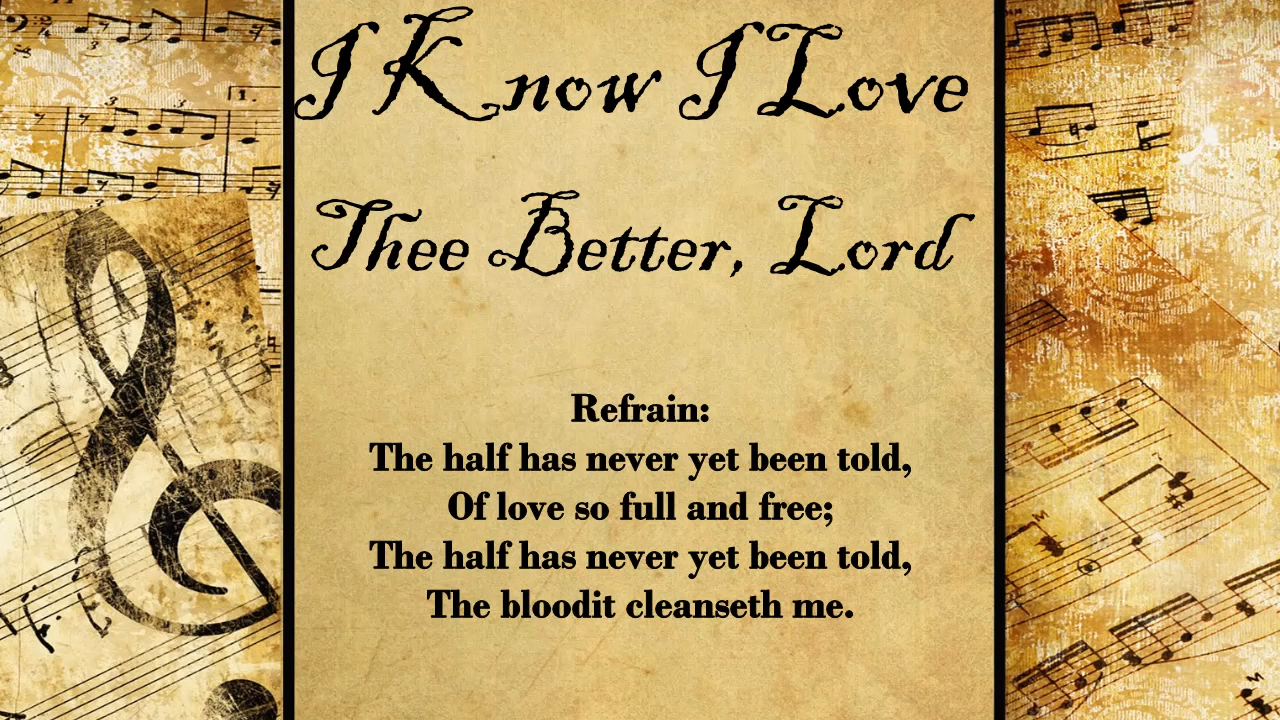 I Know I Love
Thee Better, Lord
Refrain:
The half has never yet been told,
Of love so full and free;
The half has never yet been told,
The bloodit cleanseth me.